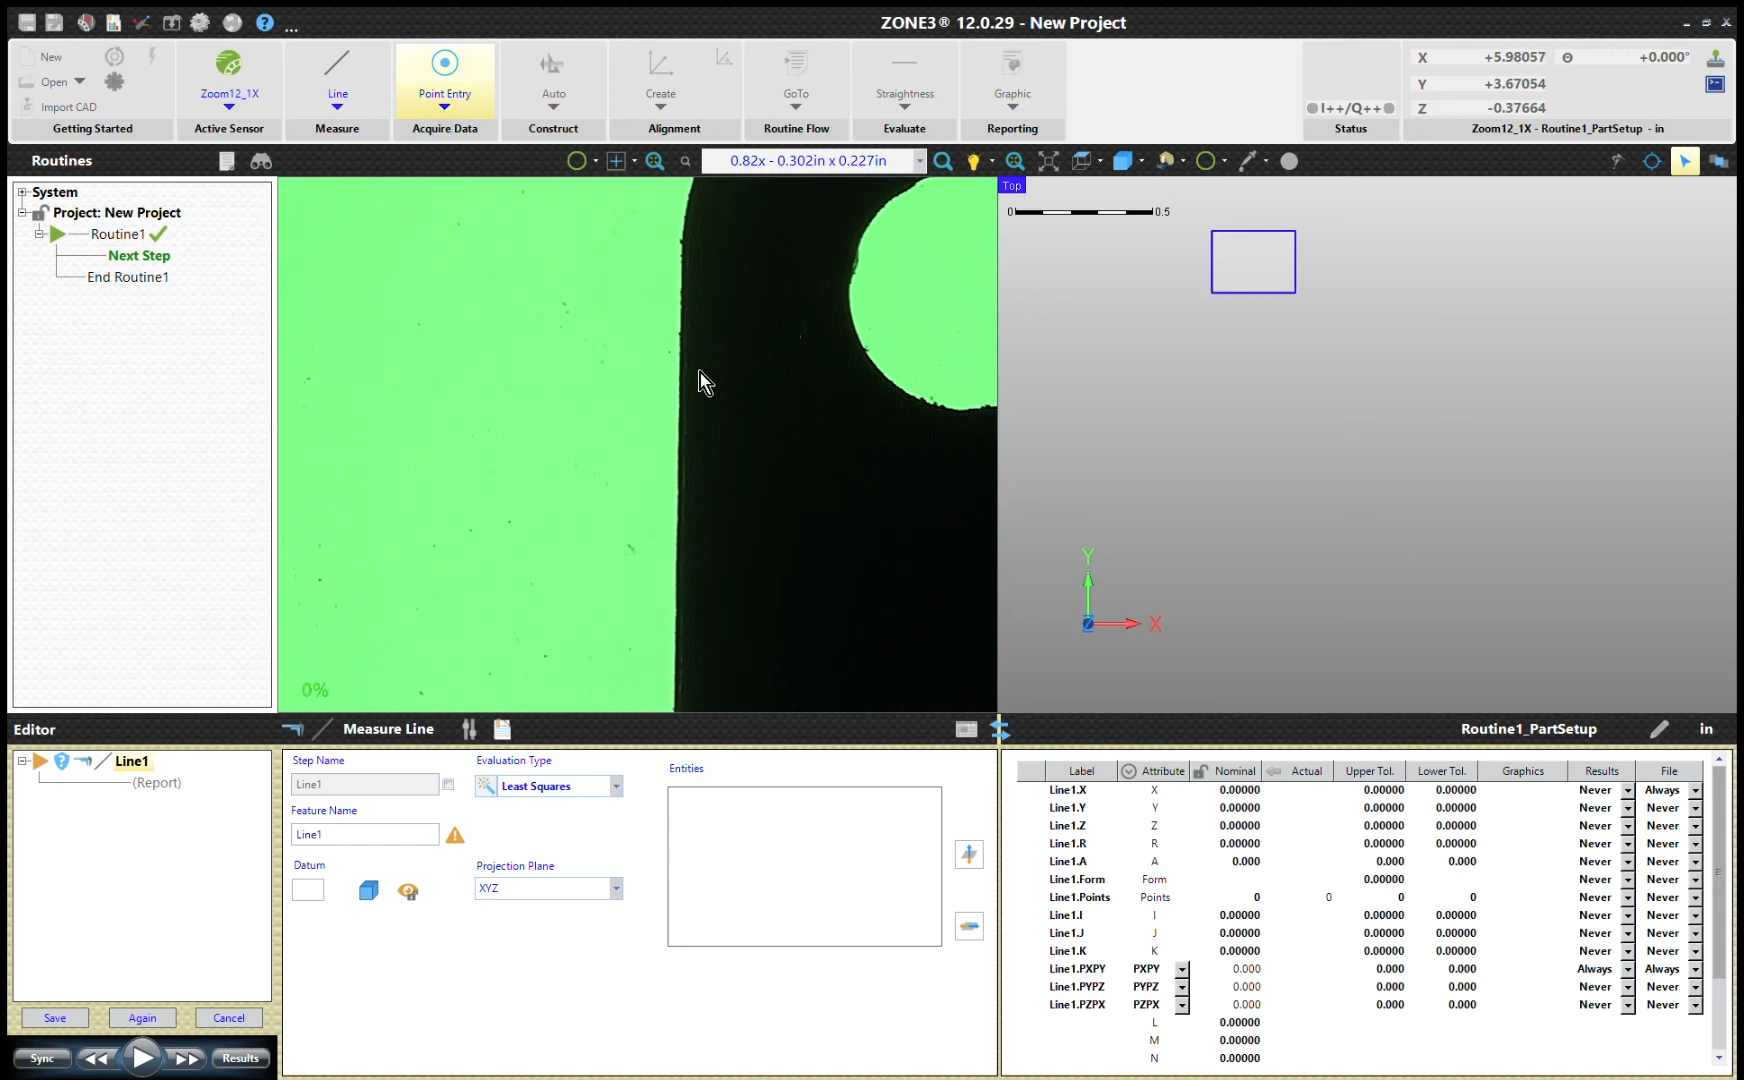 ZONE3® 12.0.29 - New Project
New
Open
Import CAD
Getting Started
Zoom12_1X
Active Sensor
Line
Measure
Point Entry
Acquire Data
Auto
Construct
Create
Alignment
GoTo
Routine Flow
Straightness
Evaluate
Graphic
Reporting
I++/Q++
Status
X +5.98057 Θ +0.000°
Y +3.67054
Z -0.37664
Zoom12_1X - Routine1_PartSetup - in
Routines
0.82x - 0.302in x 0.227in
System
Project: New Project
Routine1
Next Step
End Routine1
0%
Top
0 0.5
Y
Z X
Editor
Measure Line
Routine1_PartSetup in
Line1
(Report)
Save Again Cancel
Sync Results
Step Name
Line1
Feature Name
Line1
Datum
Evaluation Type
Least Squares
Projection Plane
XYZ
Entities
Label Attribute Nominal Actual Upper Tol. Lower Tol. Graphics Results File
Line1.X X 0.00000 0.00000 0.00000 Never Always
Line1.Y Y 0.00000 0.00000 0.00000 Never Never
Line1.Z Z 0.00000 0.00000 0.00000 Never Never
Line1.R R 0.00000 0.00000 0.00000 Never Never
Line1.A A 0.000 0.000 0.000 Never Never
Line1.Form Form 0.00000 Never Never
Line1.Points Points 0 0 0 0 Never Never
Line1.I I 0.00000 0.00000 0.00000 Never Never
Line1.J J 0.00000 0.00000 0.00000 Never Never
Line1.K K 0.00000 0.00000 0.00000 Never Never
Line1.PXPY PXPY 0.000 0.000 0.000 Always Always
Line1.PYPZ PYPZ 0.000 0.000 0.000 Never Never
Line1.PZPX PZPX 0.000 0.000 0.000 Never Never
L 0.00000
M 0.00000
N 0.00000